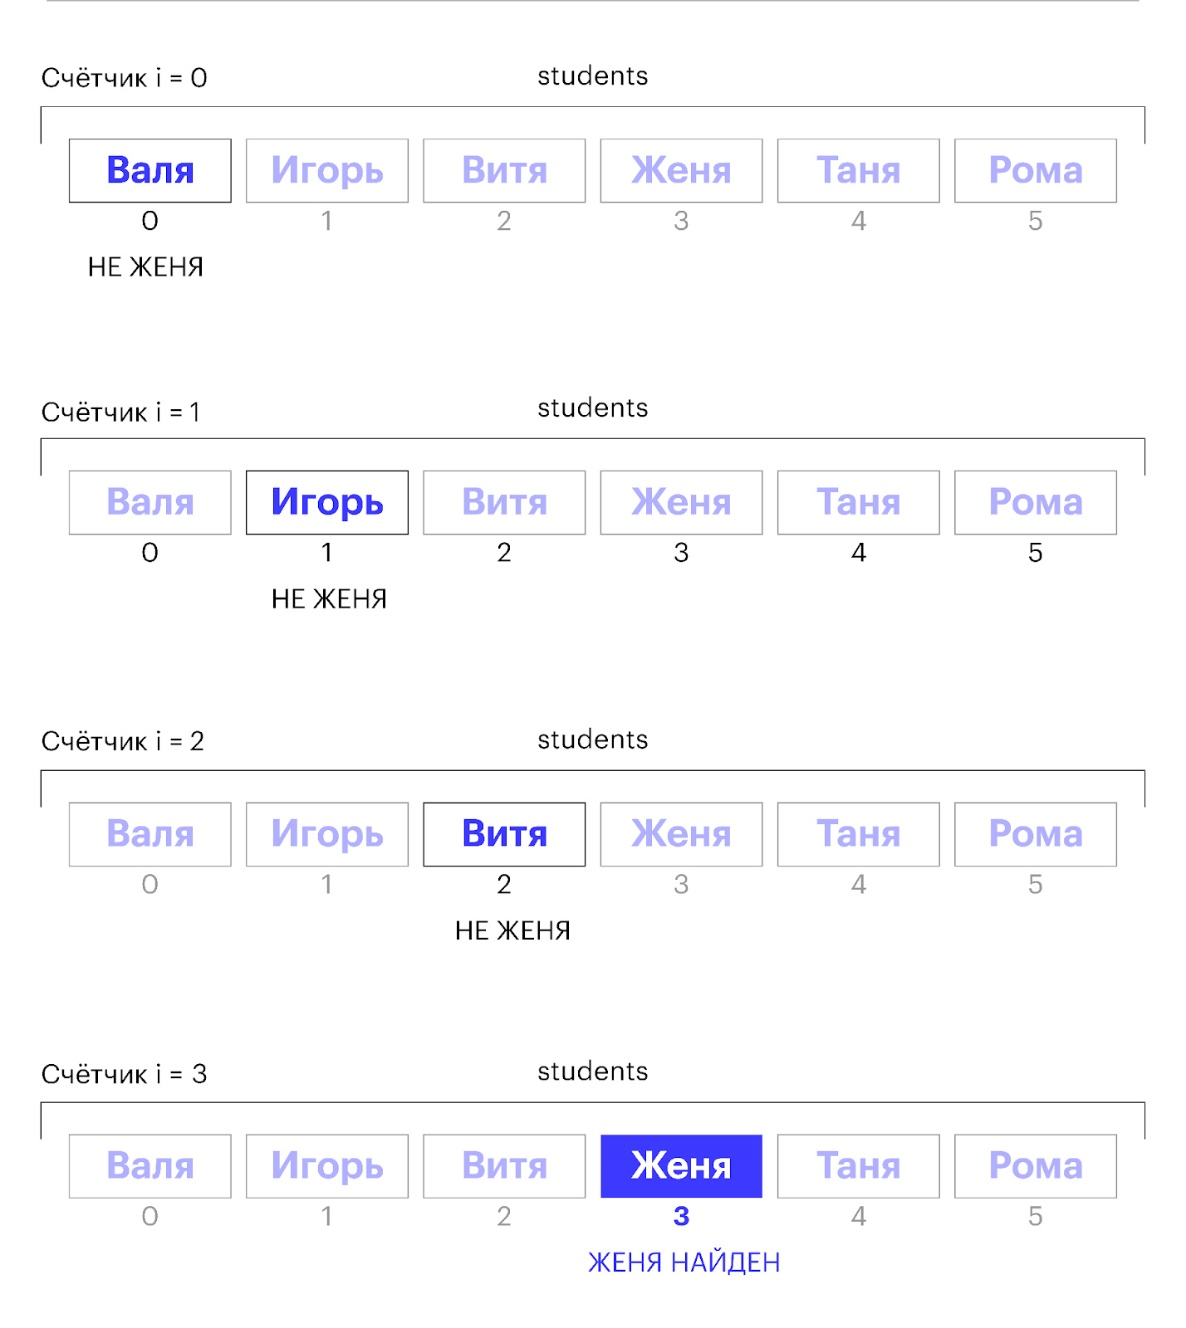 Счётчик i = 0 students
Валя Игорь Витя Женя Таня Рома
0 1 2 3 4 5
НЕ ЖЕНЯ
Счётчик i = 1 students
Валя Игорь Витя Женя Таня Рома
0 1 2 3 4 5
НЕ ЖЕНЯ
Счётчик i = 2 students
Валя Игорь Витя Женя Таня Рома
0 1 2 3 4 5
НЕ ЖЕНЯ
Счётчик i = 3 students
Валя Игорь Витя Женя Таня Рома
0 1 2 3 4 5
ЖЕНЯ НАЙДЕН